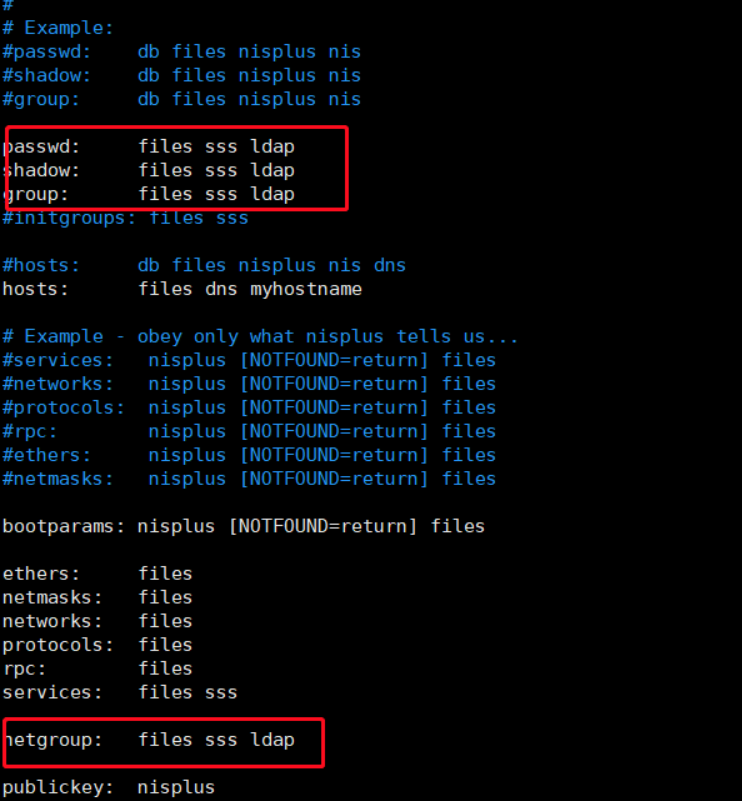 #
# Example:
#passwd:    db files nisplus nis
#shadow:    db files nisplus nis
#group:     db files nisplus nis
passwd:     files sss ldap
shadow:     files sss ldap
group:      files sss ldap
#initgroups: files sss
#hosts:     db files nisplus nis dns
hosts:      files dns myhostname
# Example - obey only what nisplus tells us...
#services:   nisplus [NOTFOUND=return] files
#networks:   nisplus [NOTFOUND=return] files
#protocols:  nisplus [NOTFOUND=return] files
#rpc:        nisplus [NOTFOUND=return] files
#ethers:     nisplus [NOTFOUND=return] files
#netmasks:   nisplus [NOTFOUND=return] files
bootparams: nisplus [NOTFOUND=return] files
ethers:     files
netmasks:   files
networks:   files
protocols:  files
rpc:        files
services:   files sss
netgroup:   files sss ldap
publickey:  nisplus